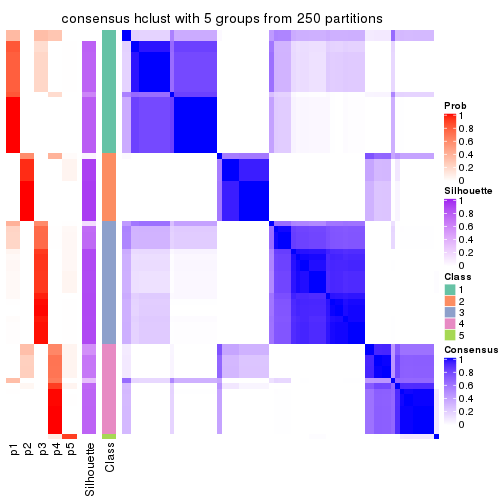 consensus hclust with 5 groups from 250 partitions
Prob
1
0.8
0.6
0.4
0.2
0
Silhouette
1
0.8
0.6
0.4
0.2
0
Class
1
2
3
4
5
Consensus
1
0.8
0.6
0.4
0.2
0
p1
p2
p3
p4
p5
Silhouette
Class